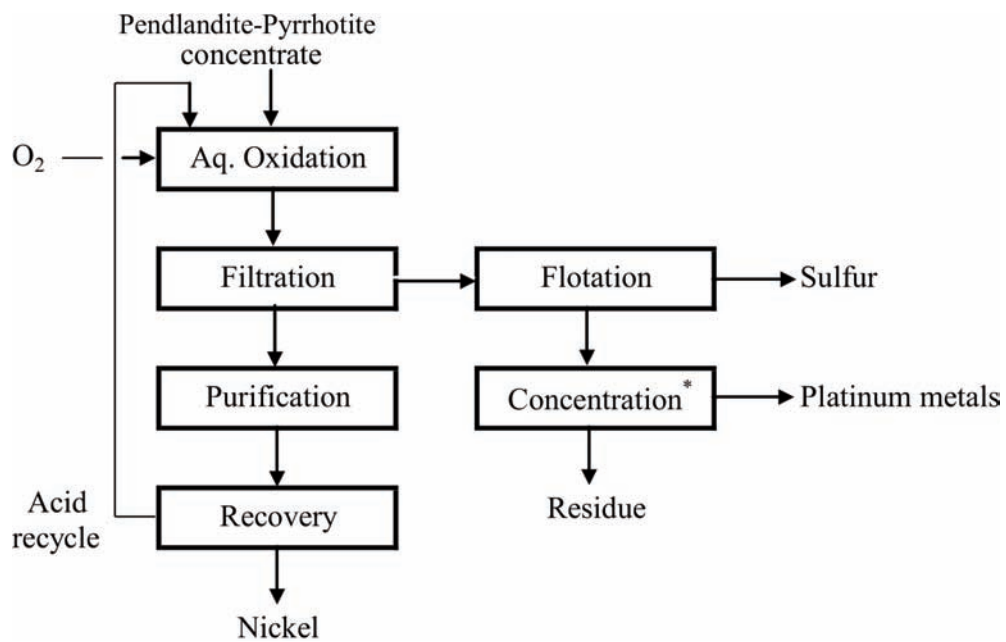 Pendlandite-Pyrrhotite
concentrate
O₂
Aq. Oxidation
Filtration
Flotation
Sulfur
Purification
Concentration*
Platinum metals
Acid
recycle
Recovery
Residue
Nickel